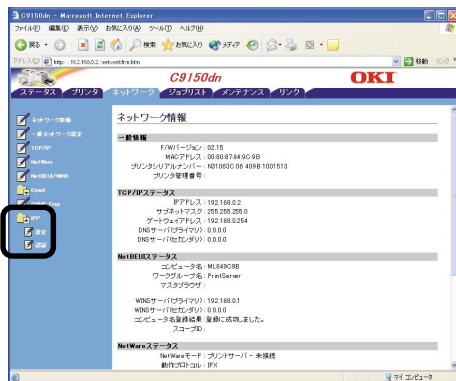 C9150dn - Microsoft Internet Explorer
ファイル(F) 編集(E) 表示(V) お気に入り(A) ツール(T) ヘルプ(H)
戻る 検索 お気に入り メディア
アドレス(D) http://192.168.0.2/networkfrm.htm 移動 リンク
C9150dn OKI
ステータス プリンタ ネットワーク ジョブリスト メンテナンス リンク
ネットワーク情報
一般ネットワーク設定
TCP/IP
NetWare
NetBEUI/WINS
Email
IPP
設定
認証
ネットワーク情報
一般情報
F/Wバージョン : 02.15
MACアドレス : 00:80:87:84:9C:9B
プリンタシリアルナンバー : N31063C 06 409B 1001513
プリンタ管理番号 :
TCP/IPステータス
IPアドレス : 192.168.0.2
サブネットマスク : 255.255.255.0
ゲートウェイアドレス : 192.168.0.254
DNSサーバ(プライマリ) : 0.0.0.0
DNSサーバ(セカンダリ) : 0.0.0.0
NetBEUIステータス
コンピュータ名 : ML849C9B
ワークグループ名 : PrintServer
マスタブラウザ :
WINSサーバ(プライマリ) : 192.168.0.1
WINSサーバ(セカンダリ) : 0.0.0.0
コンピュータ名登録結果 : 登録に成功しました。
スコープID :
NetWareステータス
NetWareモード : プリントサーバ - 未接続
動作プロトコル : IPX
マイ コンピュータ